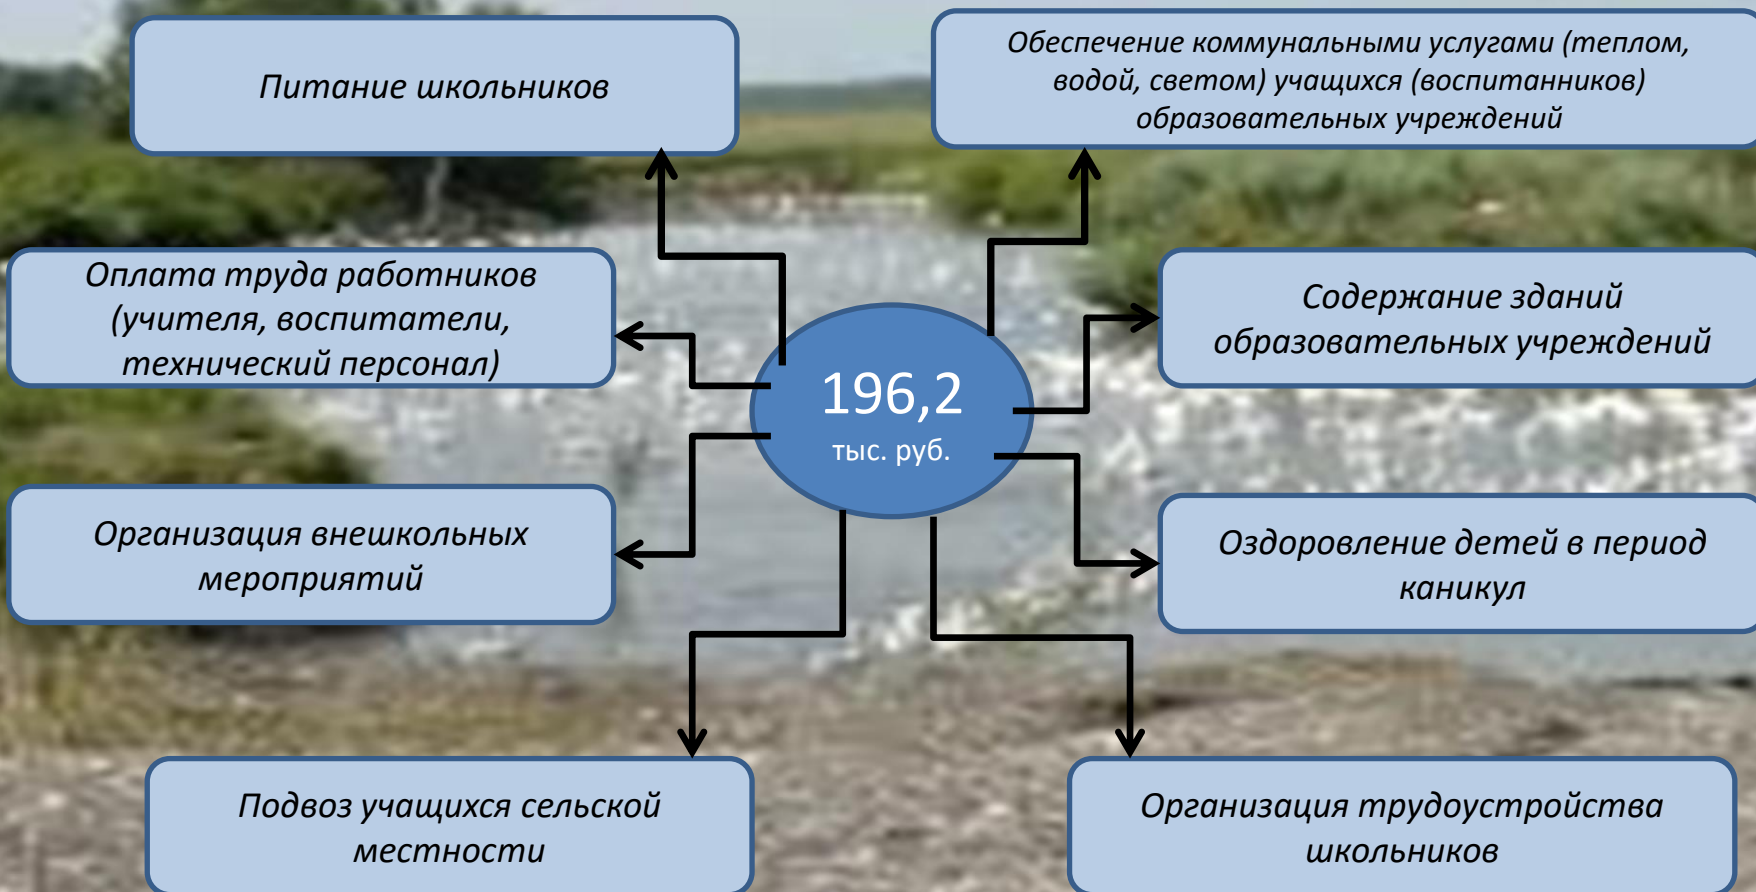 Питание школьников
Обеспечение коммунальными услугами (теплом,
водой, светом) учащихся (воспитанников)
образовательных учреждений
Оплата труда работников
(учителя, воспитатели,
технический персонал)
Содержание зданий
образовательных учреждений
196,2
тыс. руб.
Организация внешкольных
мероприятий
Оздоровление детей в период
каникул
Подвоз учащихся сельской
местности
Организация трудоустройства
школьников